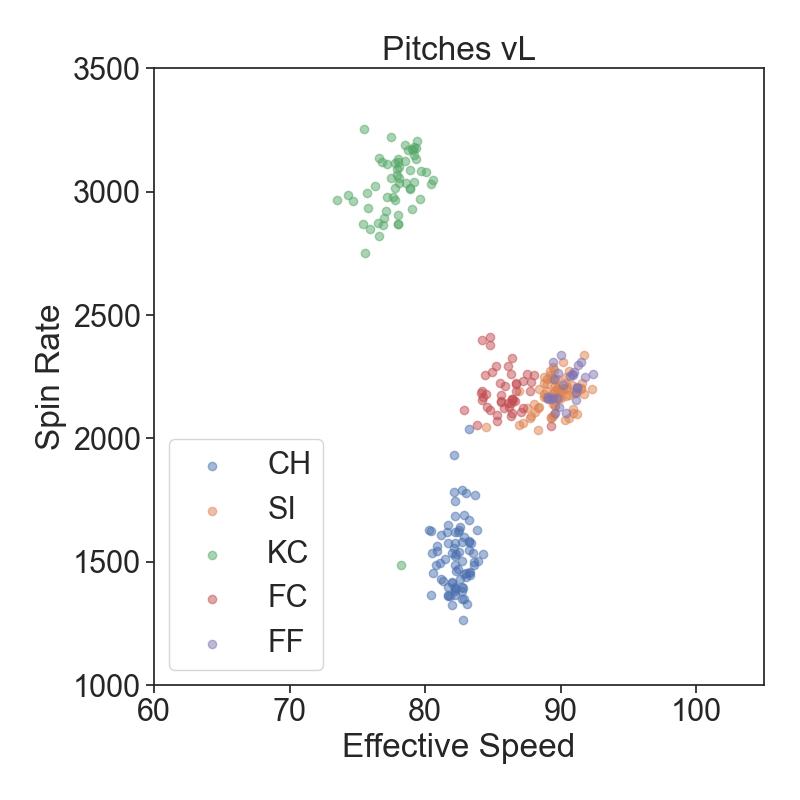 Pitches vL
3500
3000
2500
2000
1500
1000
Spin Rate
CH
SI
KC
FC
FF
60 70 80 90 100
Effective Speed